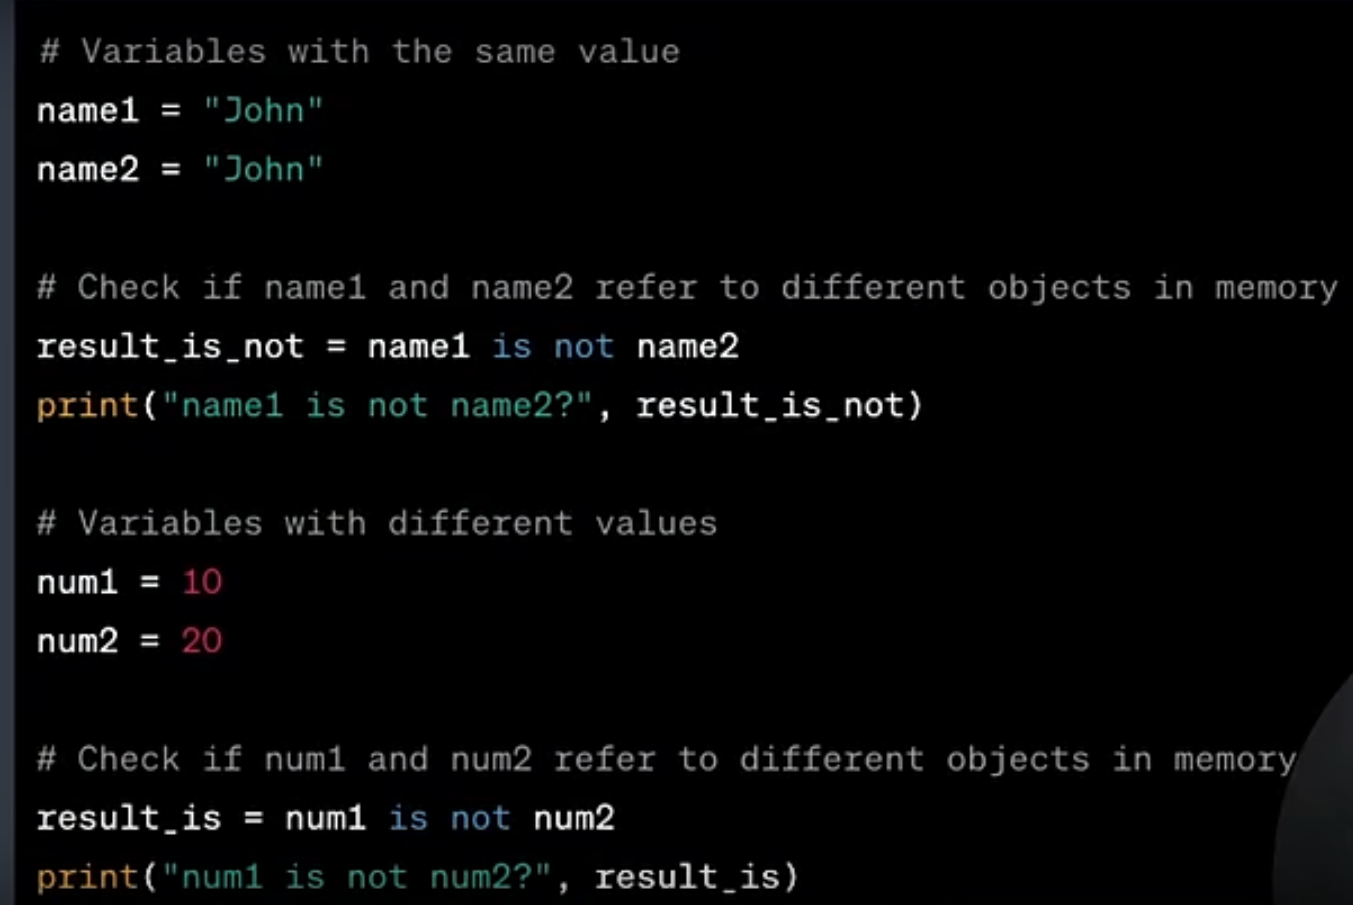 # Variables with the same value
name1 = "John"
name2 = "John"
# Check if name1 and name2 refer to different objects in memory
result_is_not = name1 is not name2
print("name1 is not name2?", result_is_not)
# Variables with different values
num1 = 10
num2 = 20
# Check if num1 and num2 refer to different objects in memory
result_is = num1 is not num2
print("num1 is not num2?", result_is)